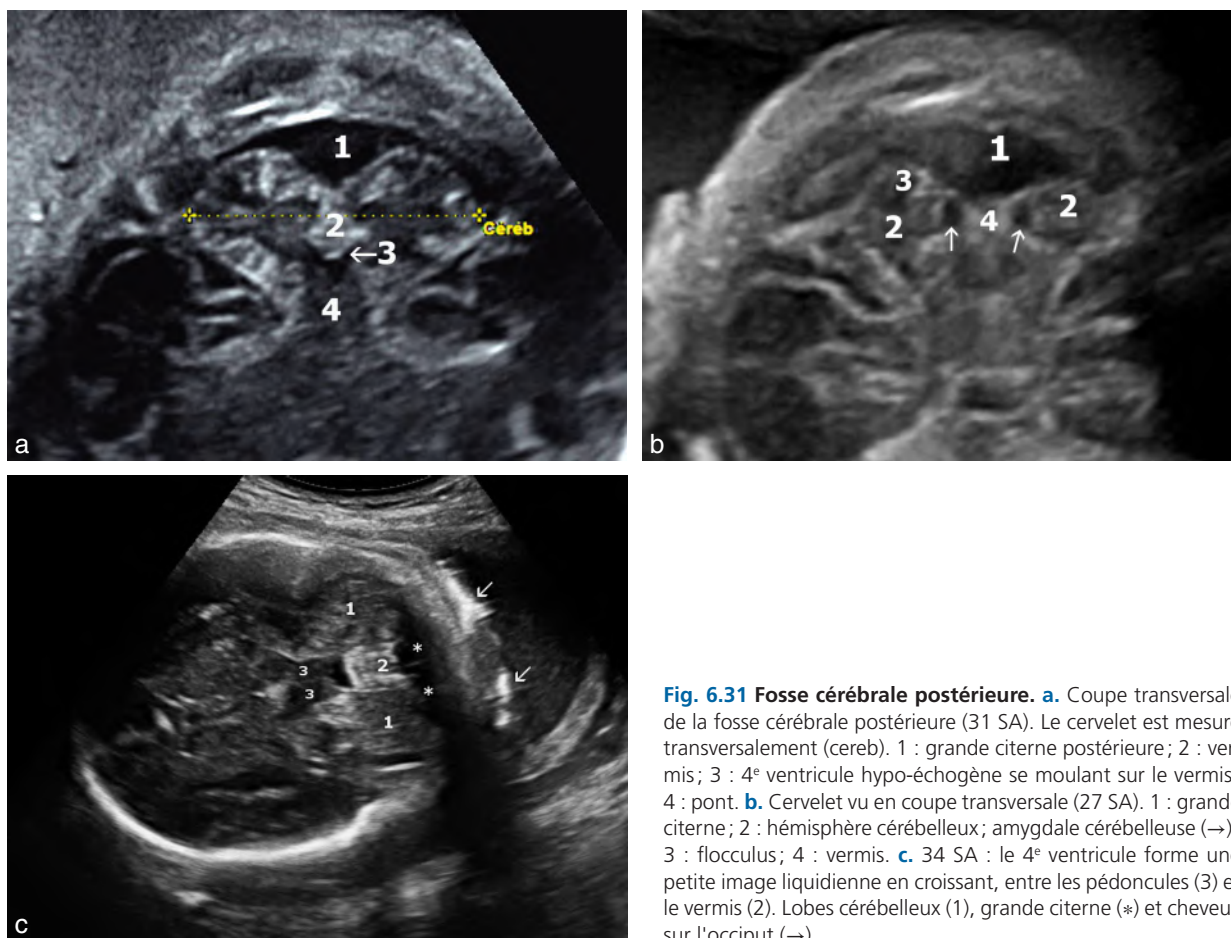 1
2
Céréb
←3
4
a
1
3
2
4
2
b
1
*
2
3
3
*
1
c
Fig. 6.31 Fosse cérébrale postérieure. a. Coupe transversal
de la fosse cérébrale postérieure (31 SA). Le cervelet est mesur
transversalement (cereb). 1 : grande citerne postérieure ; 2 : ver
mis ; 3 : 4e ventricule hypo-échogène se moulant sur le vermis
4 : pont. b. Cervelet vu en coupe transversale (27 SA). 1 : grand
citerne ; 2 : hémisphère cérébelleux ; amygdale cérébelleuse (→)
3 : flocculus ; 4 : vermis. c. 34 SA : le 4e ventricule forme un
petite image liquidienne en croissant, entre les pédoncules (3) e
le vermis (2). Lobes cérébelleux (1), grande citerne (*) et cheveu
sur l'occiput (→).